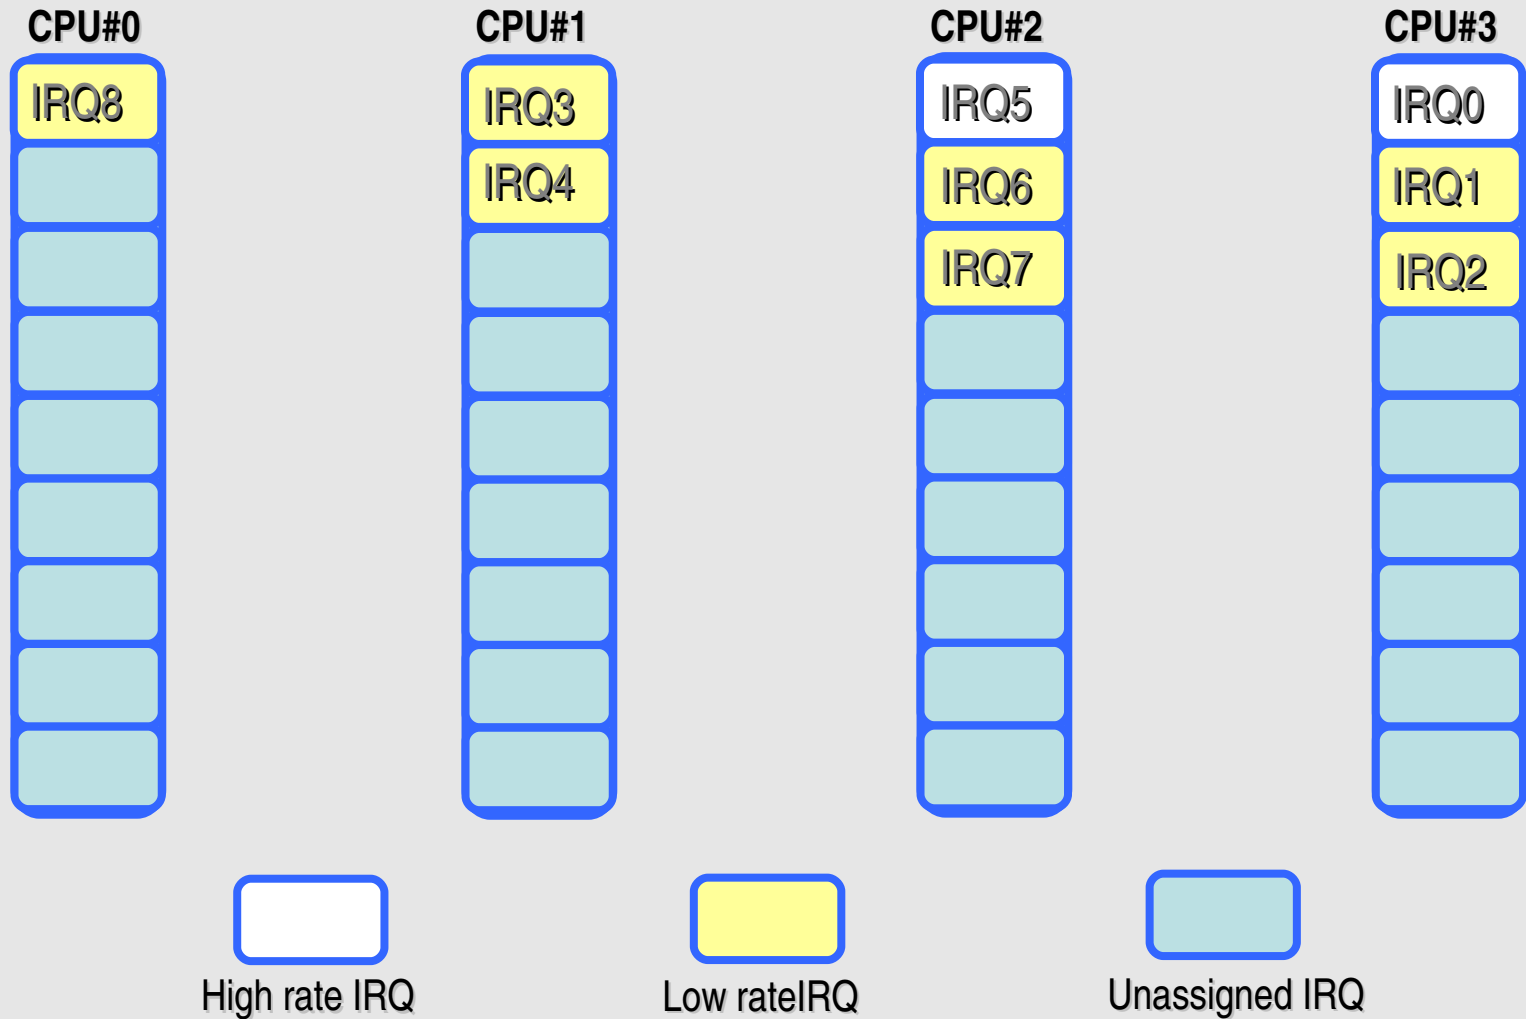 CPU#0
CPU#1
CPU#2
CPU#3
IRQ8
IRQ3
IRQ5
IRQ0
IRQ4
IRQ6
IRQ1
IRQ7
IRQ2
High rate IRQ
Low rateIRQ
Unassigned IRQ